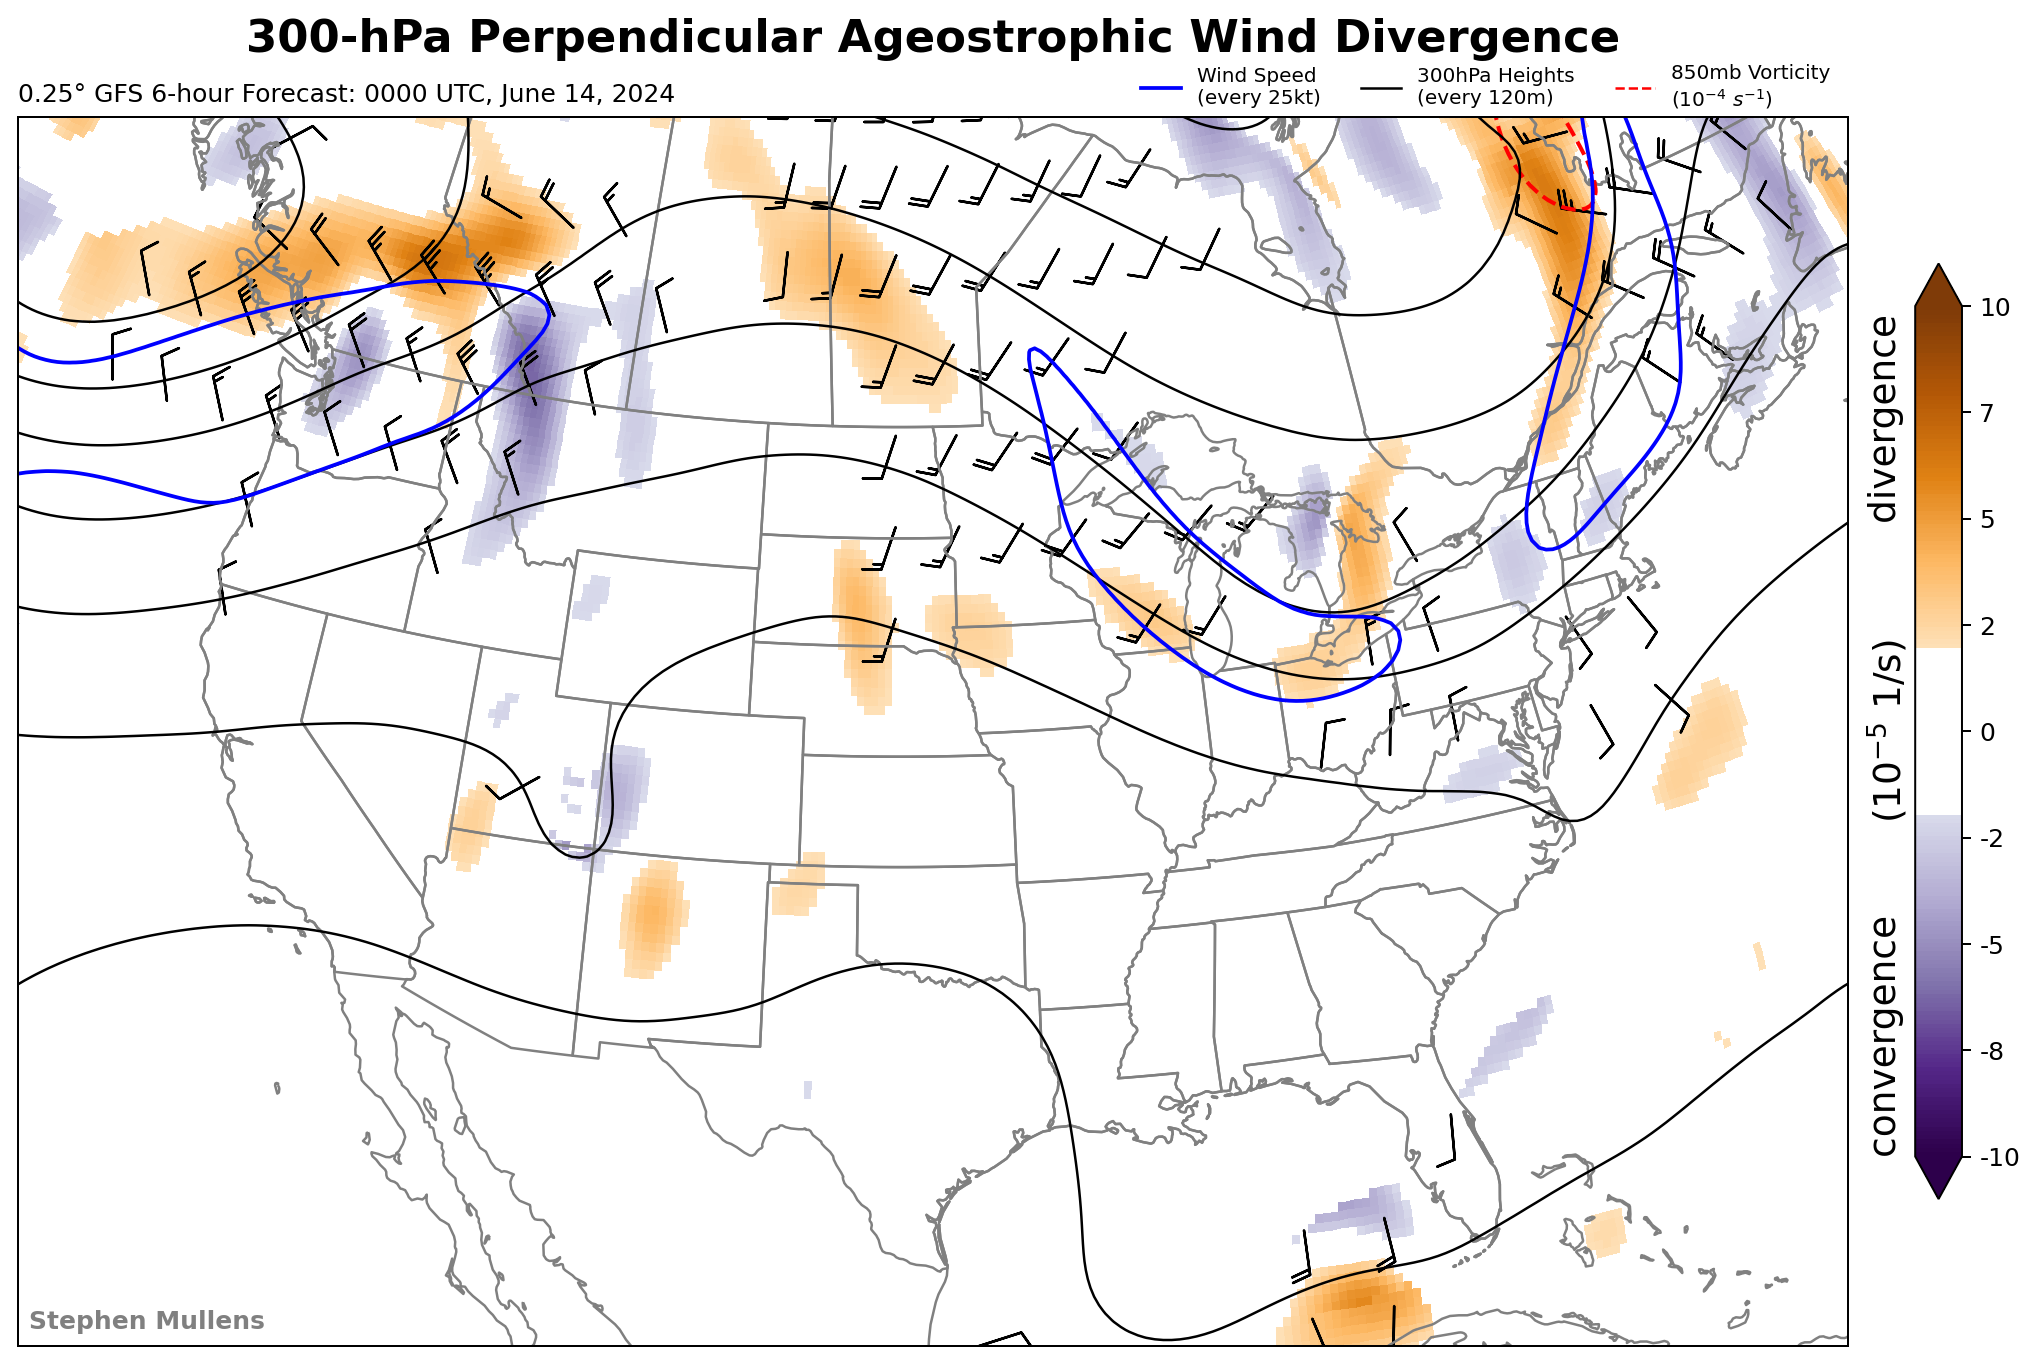 300-hPa Perpendicular Ageostrophic Wind Divergence
0.25° GFS 6-hour Forecast: 0000 UTC, June 14, 2024
Wind Speed
(every 25kt)
300hPa Heights
(every 120m)
850mb Vorticity
(10⁻⁴ s⁻¹)
10
7
5
2
0
-2
-5
-8
-10
convergence (10⁻⁵ 1/s) divergence
Stephen Mullens